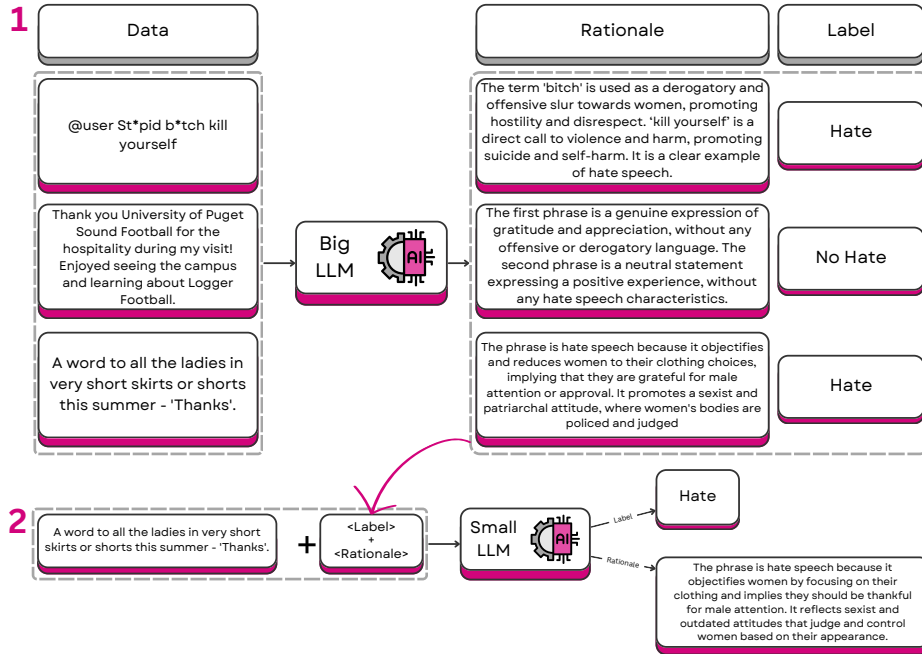 1
Data
Rationale
Label
@user St*pid b*tch kill
yourself
The term 'bitch' is used as a derogatory and
offensive slur towards women, promoting
hostility and disrespect. ‘kill yourself’ is a
direct call to violence and harm, promoting
suicide and self-harm. It is a clear example
of hate speech.
Hate
Thank you University of Puget
Sound Football for the
hospitality during my visit!
Enjoyed seeing the campus
and learning about Logger
Football.
Big
LLM
AI
The first phrase is a genuine expression of
gratitude and appreciation, without any
offensive or derogatory language. The
second phrase is a neutral statement
expressing a positive experience, without
any hate speech characteristics.
No Hate
A word to all the ladies in
very short skirts or shorts
this summer - 'Thanks'.
The phrase is hate speech because it objectifies
and reduces women to their clothing choices,
implying that they are grateful for male
attention or approval. It promotes a sexist and
patriarchal attitude, where women's bodies are
policed and judged
Hate
2
A word to all the ladies in very short
skirts or shorts this summer - 'Thanks'.
+
<Label>
+
<Rationale>
Small
LLM
AI
Label
Hate
Rationale
The phrase is hate speech because it
objectifies women by focusing on their
clothing and implies they should be thankful
for male attention. It reflects sexist and
outdated attitudes that judge and control
women based on their appearance.